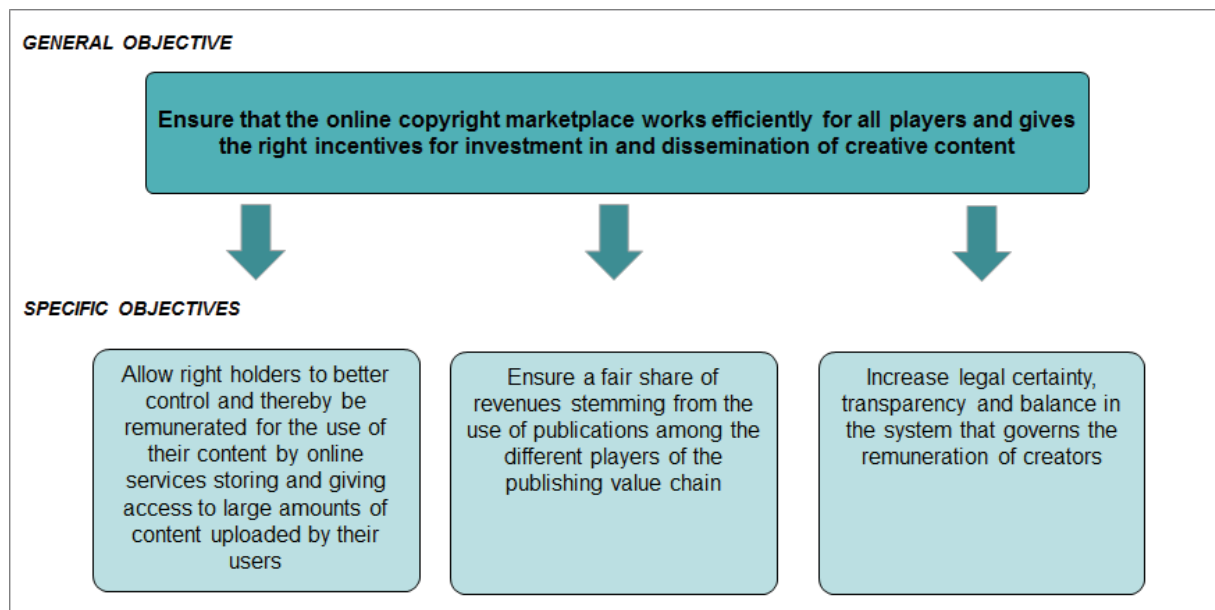 GENERAL OBJECTIVE
Ensure that the online copyright marketplace works efficiently for all players and gives
the right incentives for investment in and dissemination of creative content
SPECIFIC OBJECTIVES
Allow right holders to better
control and thereby be
remunerated for the use of
their content by online
services storing and giving
access to large amounts of
content uploaded by their
users
Ensure a fair share of
revenues stemming from the
use of publications among the
different players of the
publishing value chain
Increase legal certainty,
transparency and balance in
the system that governs the
remuneration of creators